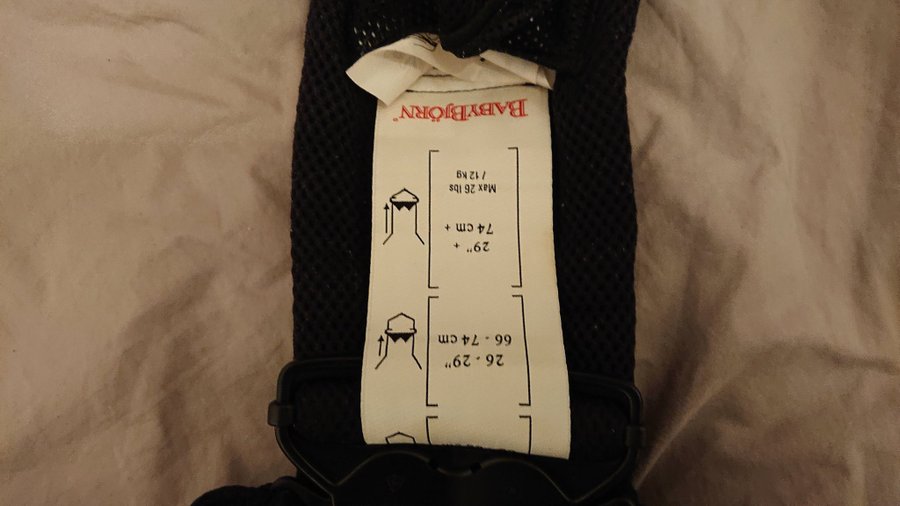 26 - 29"
66 - 74 cm
29" +
74 cm +
Max 26 lbs
/ 12 kg
BABYBJÖRN®